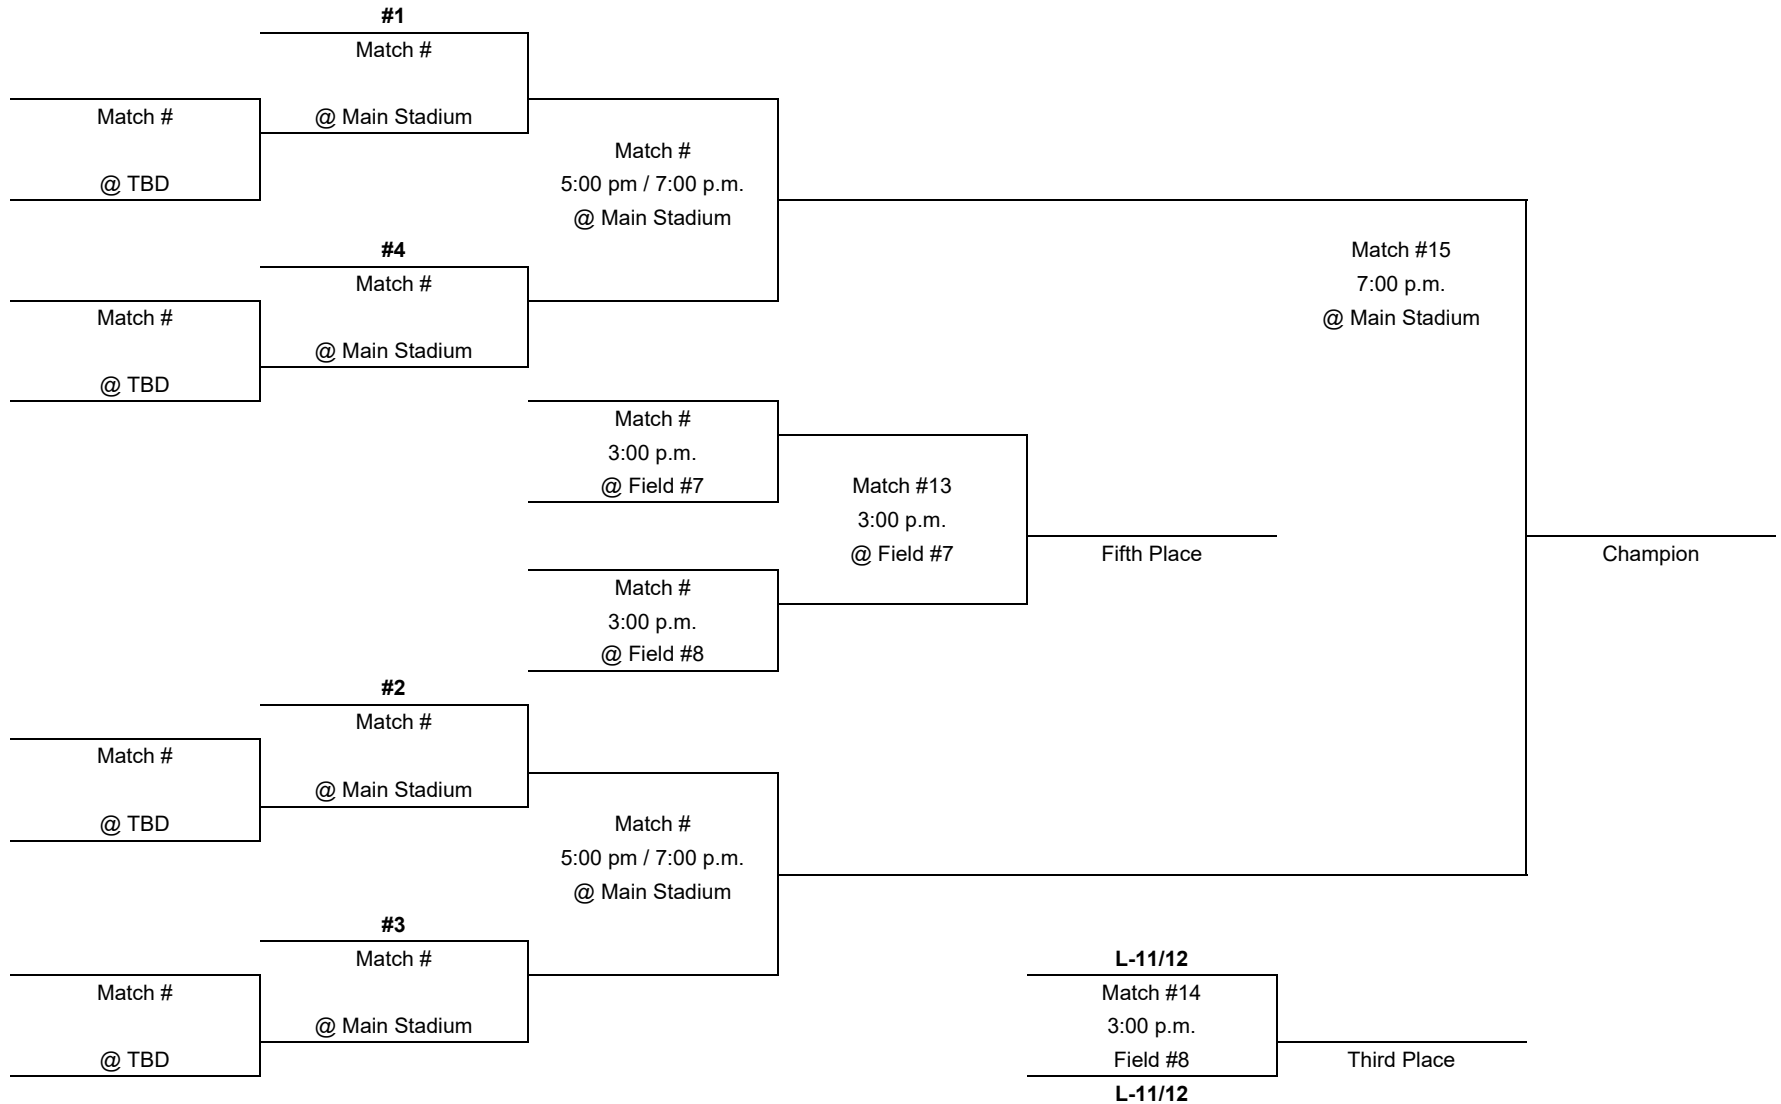 #1
Match #
@ Main Stadium
Match #
@ TBD
Match #
5:00 pm / 7:00 p.m.
@ Main Stadium
#4
Match #
@ Main Stadium
Match #
@ TBD
Match #15
7:00 p.m.
@ Main Stadium
Match #
3:00 p.m.
@ Field #7
Match #13
3:00 p.m.
@ Field #7
Fifth Place
Champion
Match #
3:00 p.m.
@ Field #8
#2
Match #
@ Main Stadium
Match #
@ TBD
Match #
5:00 pm / 7:00 p.m.
@ Main Stadium
#3
Match #
@ Main Stadium
Match #
@ TBD
L-11/12
Match #14
3:00 p.m.
Field #8
L-11/12
Third Place